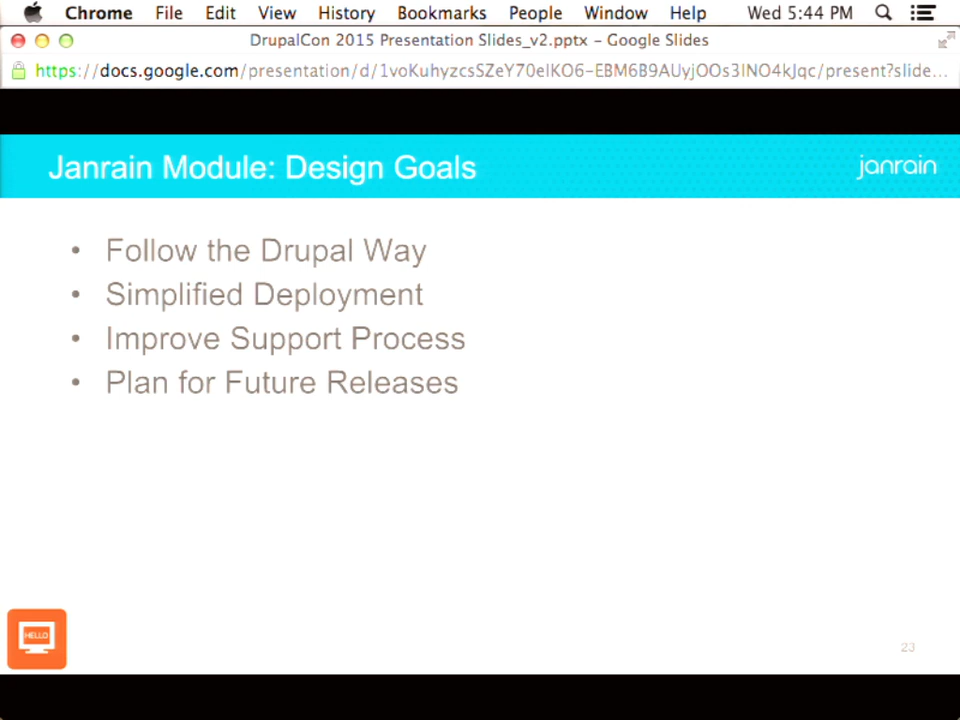 Chrome File Edit View History Bookmarks People Window Help Wed 5:44 PM
DrupalCon 2015 Presentation Slides_v2.pptx – Google Slides
https://docs.google.com/presentation/d/1voKuhyzcsSZeY70elKO6-EBM6B9AUyjOOs3lNO4kJqc/present?slide...
Janrain Module: Design Goals janrain
• Follow the Drupal Way
• Simplified Deployment
• Improve Support Process
• Plan for Future Releases
HELLO
23